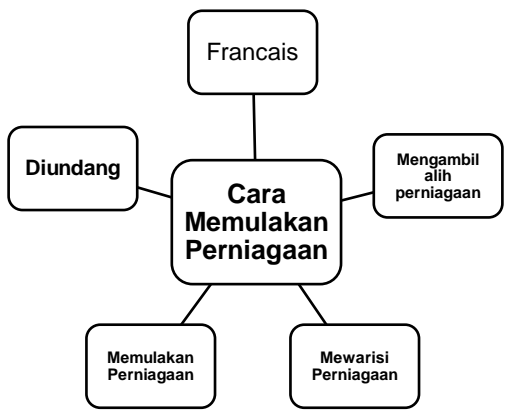 Francais
Diundang
Mengambil
alih
perniagaan
Cara
Memulakan
Perniagaan
Memulakan
Perniagaan
Mewarisi
Perniagaan